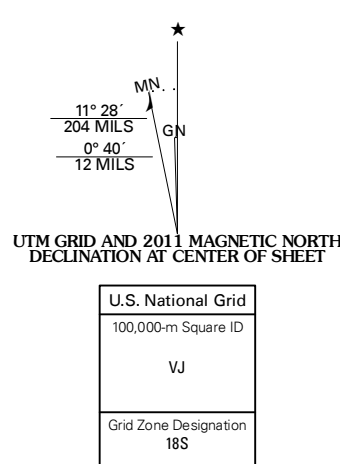 ★
MN
11° 28´
204 MILS
GN
0° 40´
12 MILS
UTM GRID AND 2011 MAGNETIC NORTH
DECLINATION AT CENTER OF SHEET
U.S. National Grid
100,000-m Square ID
VJ
Grid Zone Designation
18S